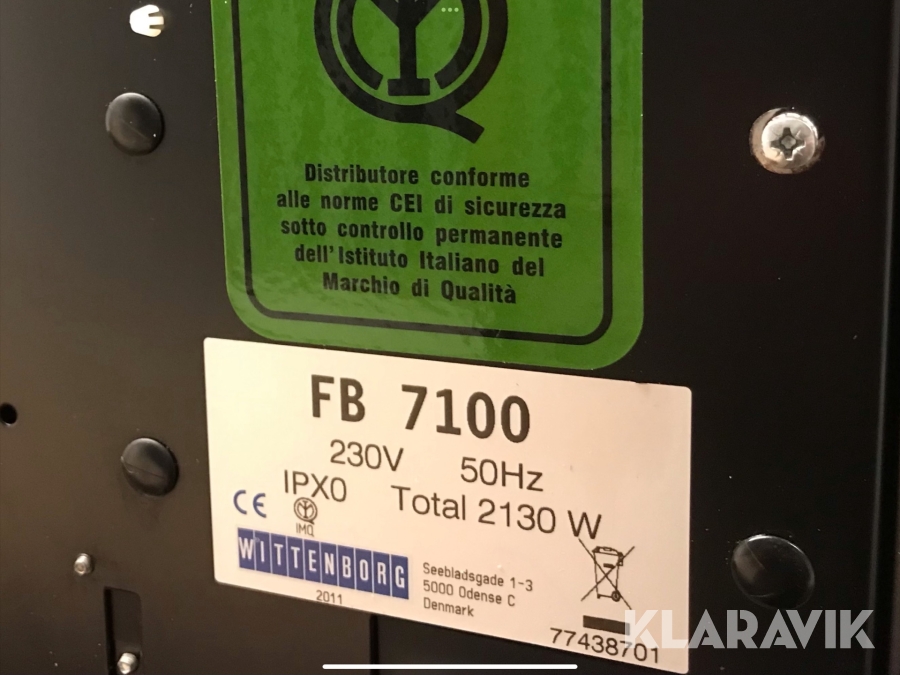 Distributore conforme
alle norme CEI di sicurezza
sotto controllo permanente
dell'Istituto Italiano del
Marchio di Qualità
FB 7100
230V 50Hz
IPX0 Total 2130 W
CE
IMQ
WITTENBORG
2011
Seebladsgade 1-3
5000 Odense C
Denmark
77438701
KLARAVIK